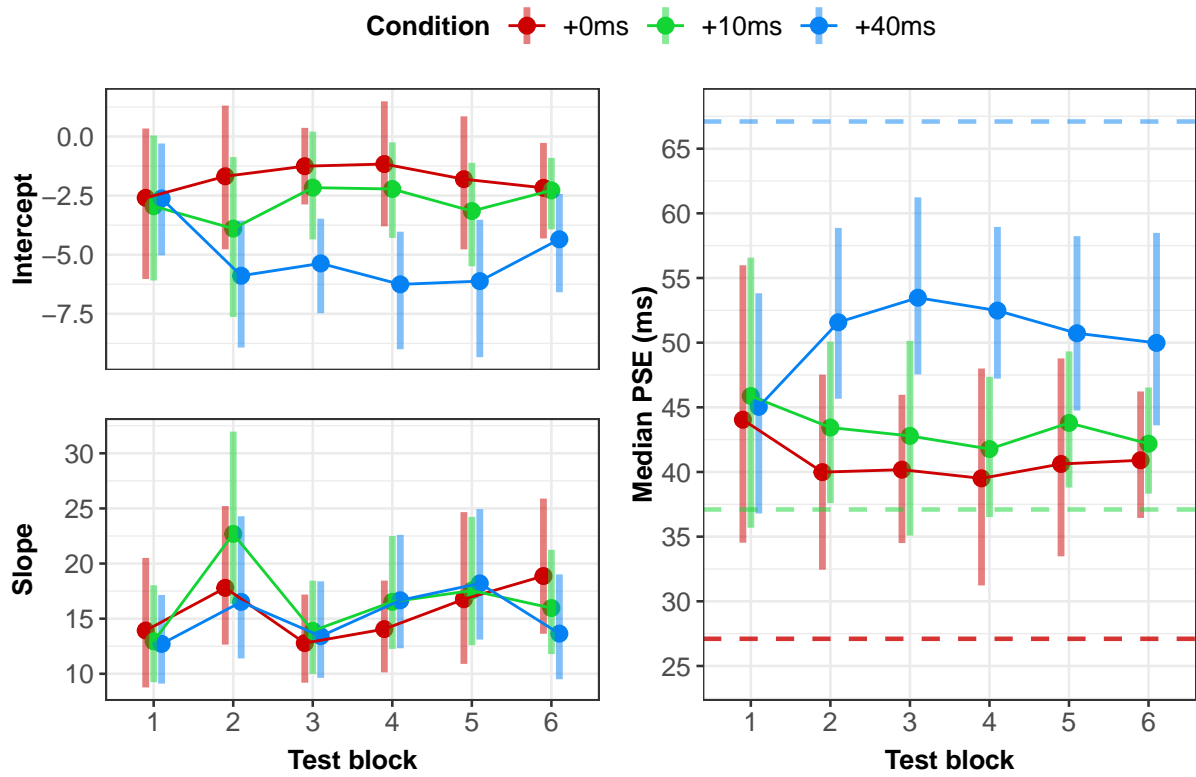 Condition +0ms +10ms +40ms
Intercept
0.0
−2.5
−5.0
−7.5
Slope
30
25
20
15
10
1 2 3 4 5 6
Test block
Median PSE (ms)
65
60
55
50
45
40
35
30
25
1 2 3 4 5 6
Test block